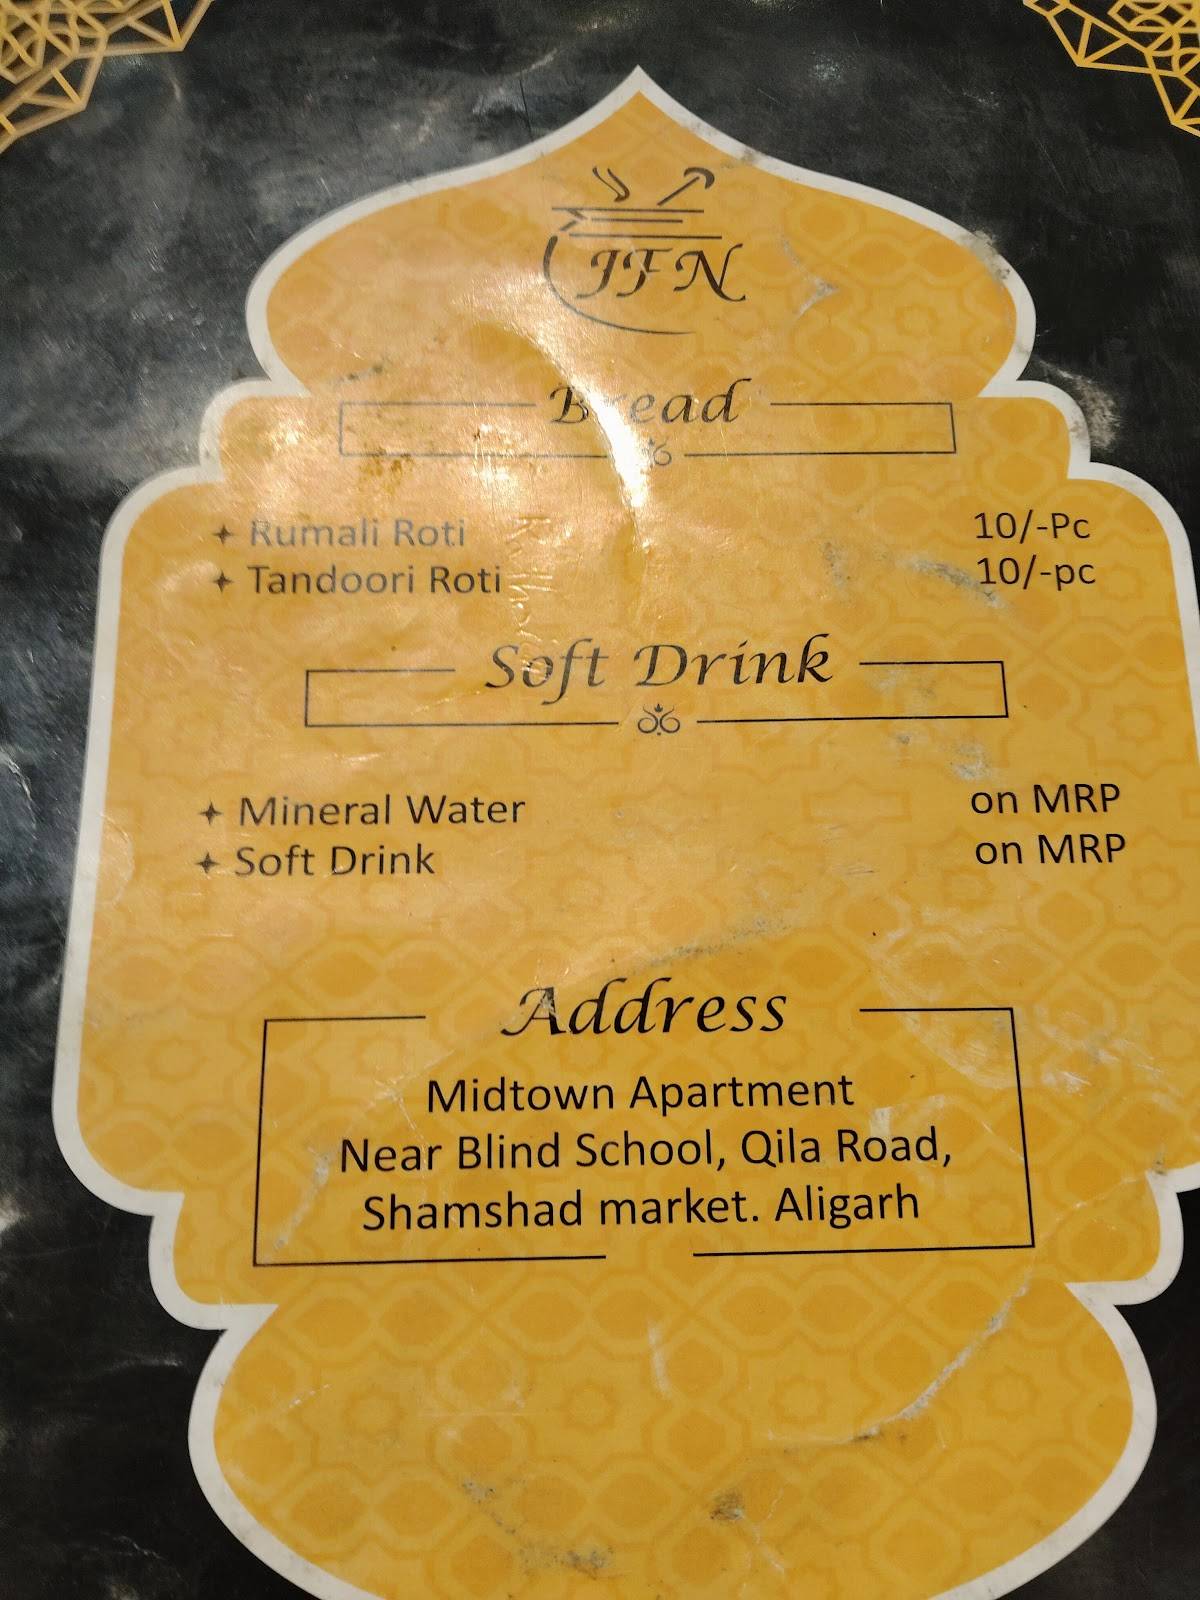 JFN
Bread
Rumali Roti 10/-Pc
Tandoori Roti 10/-pc
Soft Drink
Mineral Water on MRP
Soft Drink on MRP
Address
Midtown Apartment
Near Blind School, Qila Road,
Shamshad market. Aligarh